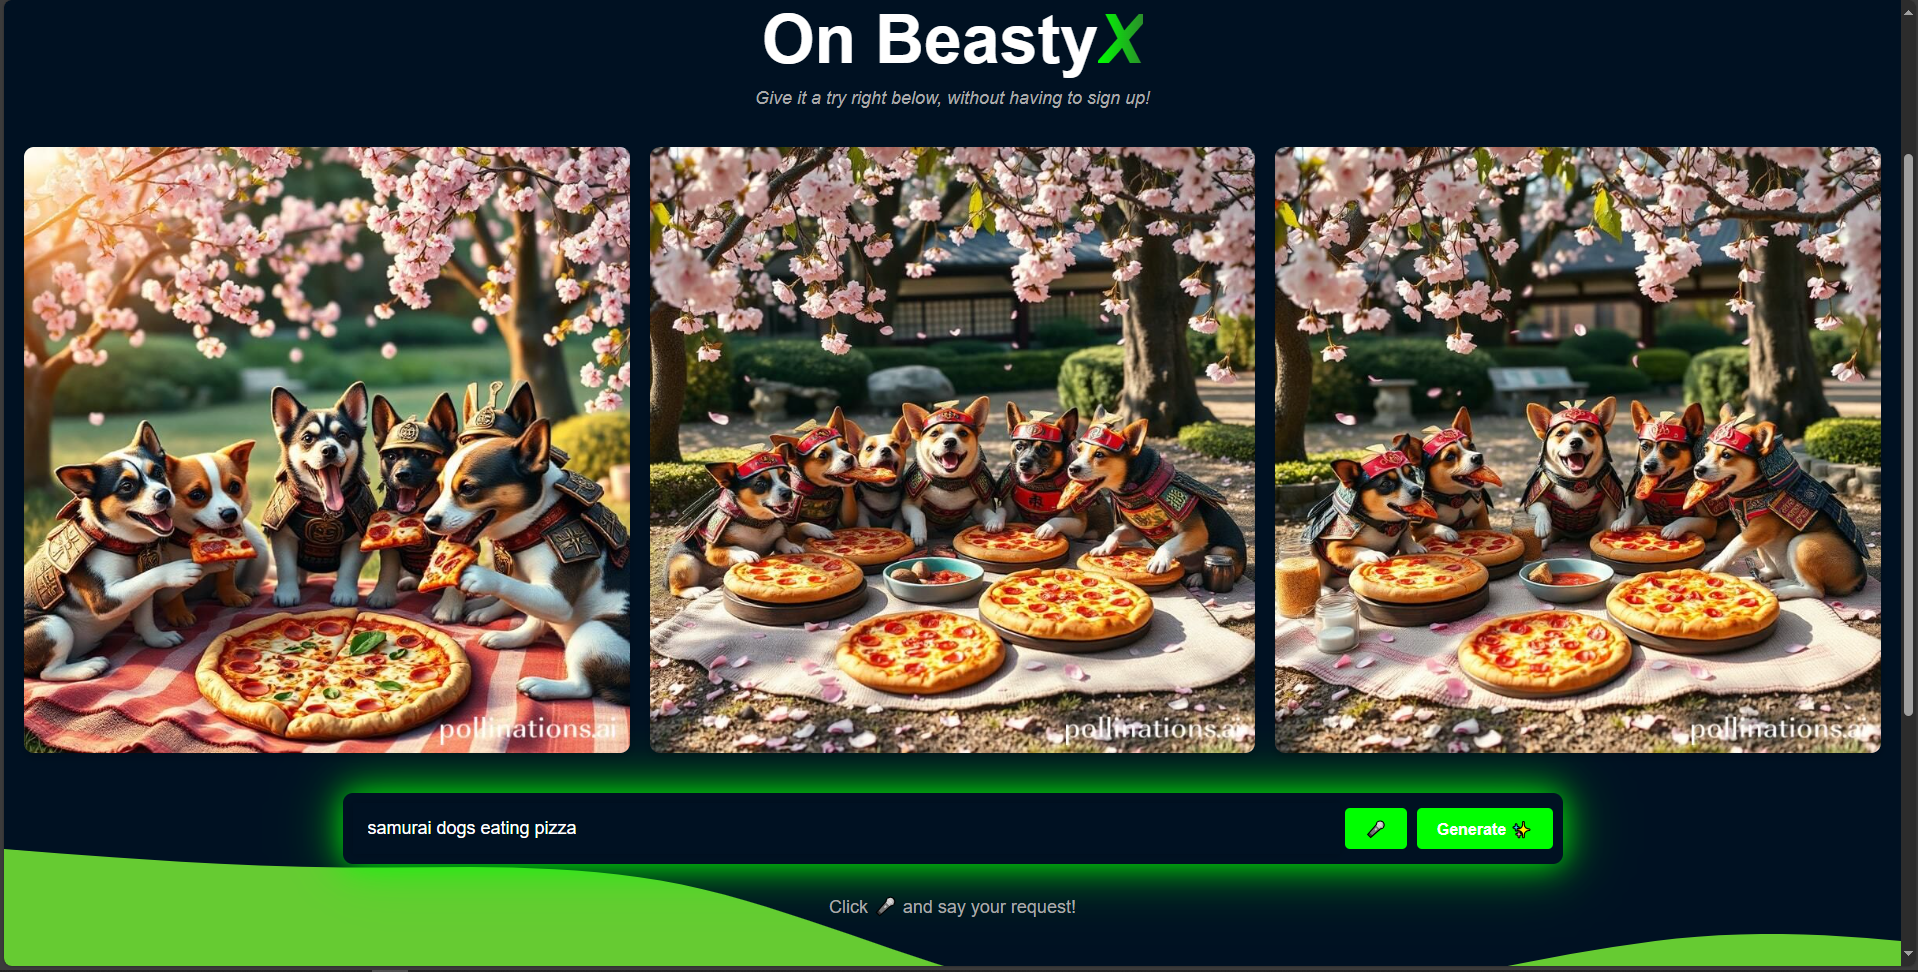 On BeastyX
Give it a try right below, without having to sign up!
pollinations.ai
pollinations.ai
pollinations.ai
samurai dogs eating pizza
Generate
Click and say your request!